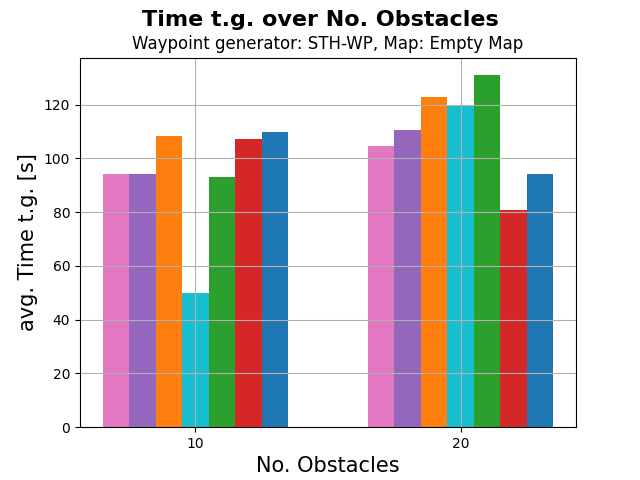 Time t.g. over No. Obstacles
Waypoint generator: STH-WP, Map: Empty Map
avg. Time t.g. [s]
120
100
80
60
40
20
0
10 20
No. Obstacles